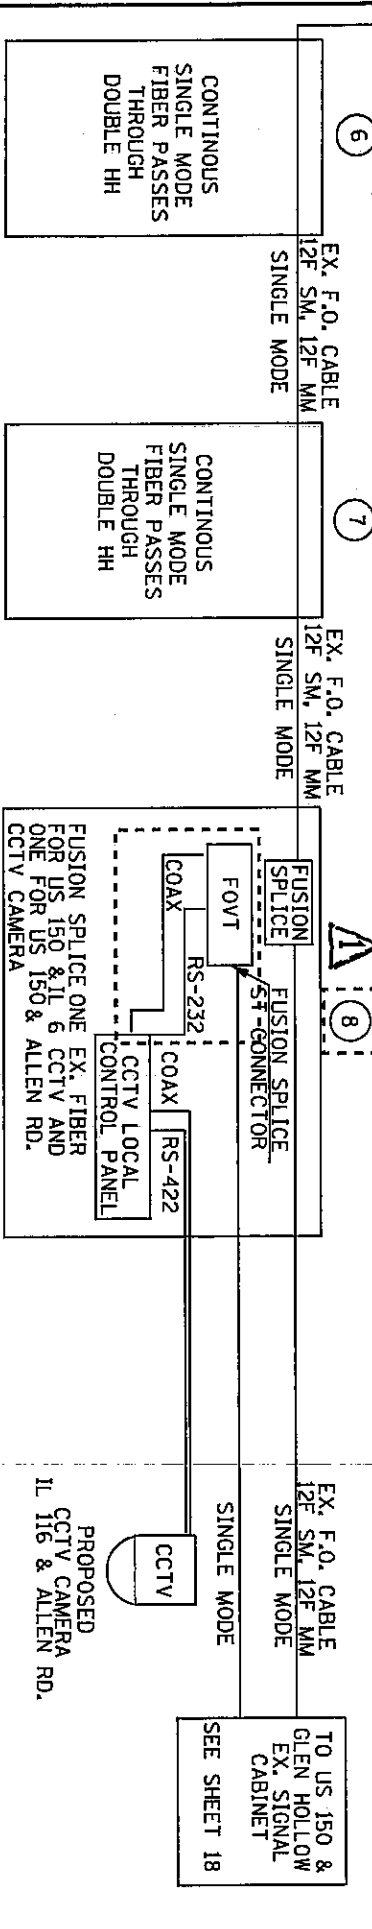 6
CONTINOUS
SINGLE MODE
FIBER PASSES
THROUGH
DOUBLE HH
EX. F.O. CABLE
12F SM, 12F MM
SINGLE MODE
7
CONTINOUS
SINGLE MODE
FIBER PASSES
THROUGH
DOUBLE HH
EX. F.O. CABLE
12F SM, 12F MM
SINGLE MODE
1
8
FUSION
SPLICE
FUSION SPLICE
ST CONNECTOR
FOVT
COAX
RS-232
CCTV LOCAL
CONTROL PANEL
COAX
RS-422
FUSION SPLICE ONE EX. FIBER
FOR US 150 & IL 6 CCTV AND
ONE FOR US 150 & ALLEN RD.
CCTV CAMERA
EX. F.O. CABLE
12F SM, 12F MM
SINGLE MODE
SINGLE MODE
CCTV
PROPOSED
CCTV CAMERA
IL 116 & ALLEN RD.
TO US 150 &
GLEN HOLLOW
EX. SIGNAL
CABINET
SEE SHEET 18